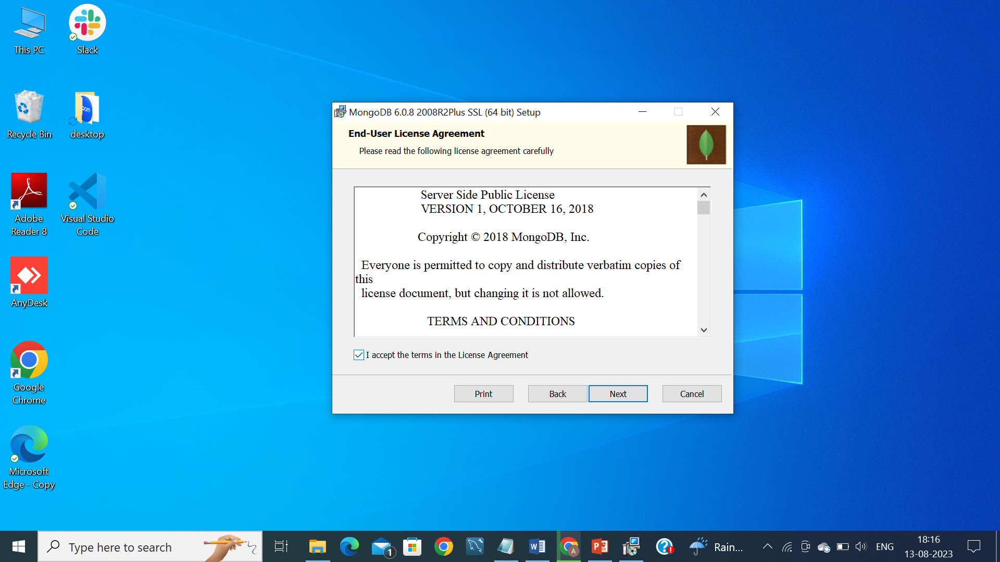 This PC
Slack
Recycle Bin
desktop
Adobe
Reader 8
Visual Studio
Code
AnyDesk
Google
Chrome
Microsoft
Edge - Copy
MongoDB 6.0.8 2008R2Plus SSL (64 bit) Setup
End-User License Agreement
Please read the following license agreement carefully
Server Side Public License
VERSION 1, OCTOBER 16, 2018
Copyright © 2018 MongoDB, Inc.
Everyone is permitted to copy and distribute verbatim copies of
this
license document, but changing it is not allowed.
TERMS AND CONDITIONS
I accept the terms in the License Agreement
Print
Back
Next
Cancel
Type here to search
1
A
Rain...
ENG
18:16
13-08-2023